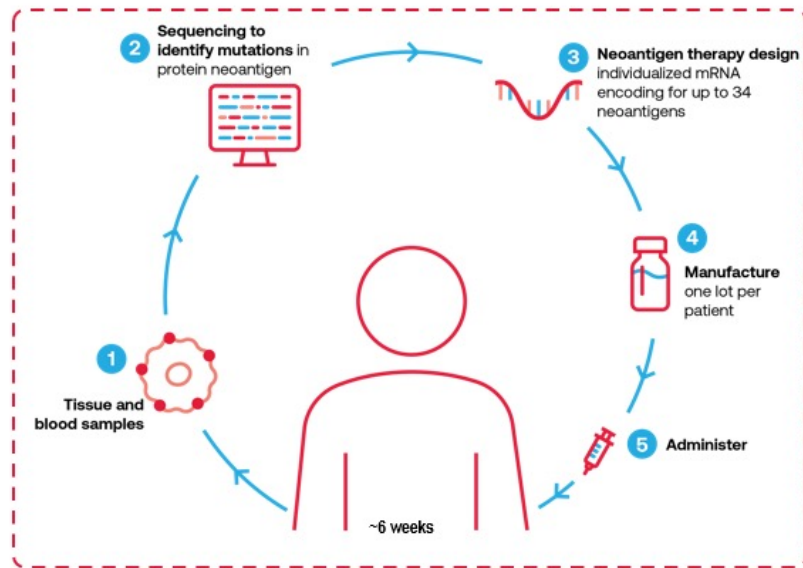 1
Tissue and
blood samples
2
Sequencing to
identify mutations in
protein neoantigen
3
Neoantigen therapy design
individualized mRNA
encoding for up to 34
neoantigens
4
Manufacture
one lot per
patient
5
Administer
~6 weeks